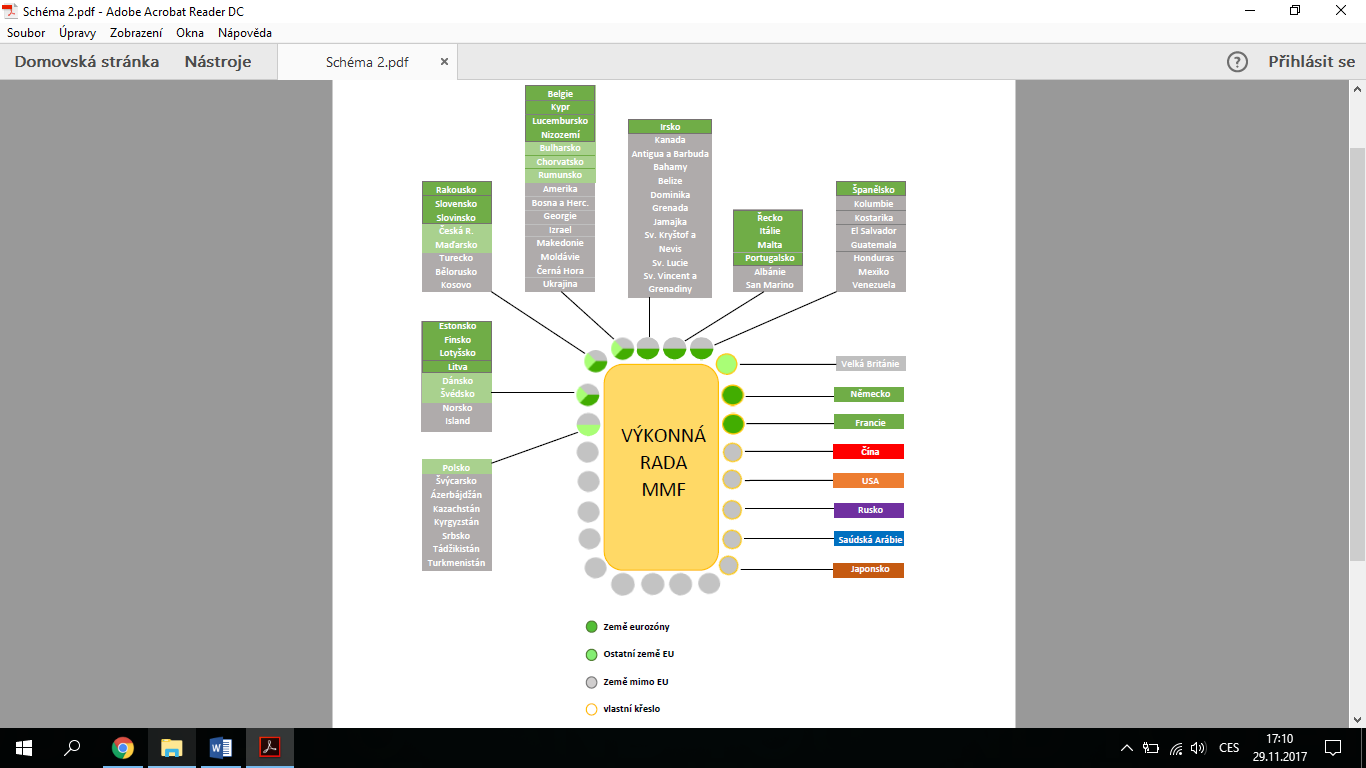 Schéma 2.pdf - Adobe Acrobat Reader DC
Soubor Úpravy Zobrazení Okna Nápověda
Domovská stránka Nástroje Schéma 2.pdf × ? Přihlásit se
Belgie
Kypr
Lucembursko
Nizozemí
Bulharsko
Chorvatsko
Rumunsko
Amerika
Bosna a Herc.
Georgie
Izrael
Makedonie
Moldávie
Černá Hora
Ukrajina
Irsko
Kanada
Antigua a Barbuda
Bahamy
Belize
Dominika
Grenada
Jamajka
Sv. Kryštof a
Nevis
Sv. Lucie
Sv. Vincent a
Grenadiny
Rakousko
Slovensko
Slovinsko
Česká R.
Maďarsko
Turecko
Bělorusko
Kosovo
Řecko
Itálie
Malta
Portugalsko
Albánie
San Marino
Španělsko
Kolumbie
Kostarika
El Salvador
Guatemala
Honduras
Mexiko
Venezuela
Estonsko
Finsko
Lotyšsko
Litva
Dánsko
Švédsko
Norsko
Island
Polsko
Švýcarsko
Ázerbájdžán
Kazachstán
Kyrgyzstán
Srbsko
Tádžikistán
Turkmenistán
VÝKONNÁ
RADA
MMF
Velká Británie
Německo
Francie
Čína
USA
Rusko
Saúdská Arábie
Japonsko
Země eurozóny
Ostatní země EU
Země mimo EU
vlastní křeslo
CES
17:10
29.11.2017